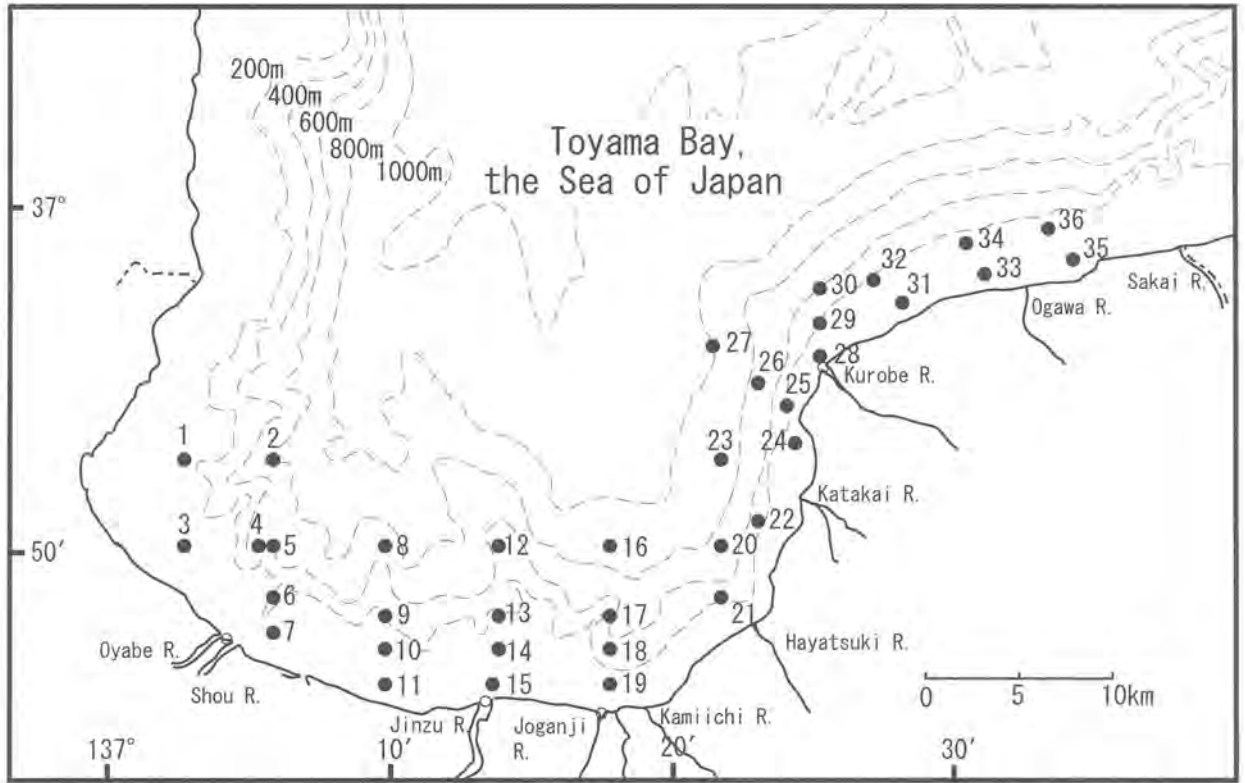 200m
400m
600m
800m
1000m
Toyama Bay,
the Sea of Japan
37°
36
34
35
32
33
30
31
Sakai R.
Ogawa R.
29
27
28
26
Kurobe R.
25
1
2
23
24
Katakai R.
22
3
4
5
8
12
16
20
50′
6
9
13
17
21
7
10
14
18
Hayatsuki R.
Oyabe R.
11
15
19
0 5 10km
Shou R.
Jinzu R.
Joganji
R.
Kamiichi R.
137°
10′
20′
30′